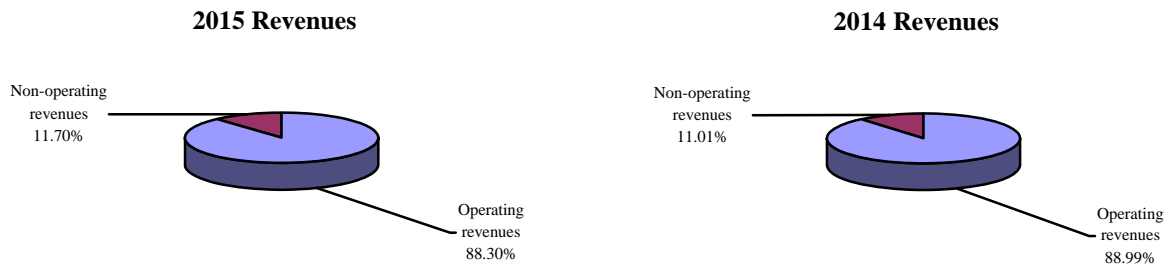 2015 Revenues
Non-operating
revenues
11.70%
Operating
revenues
88.30%
2014 Revenues
Non-operating
revenues
11.01%
Operating
revenues
88.99%